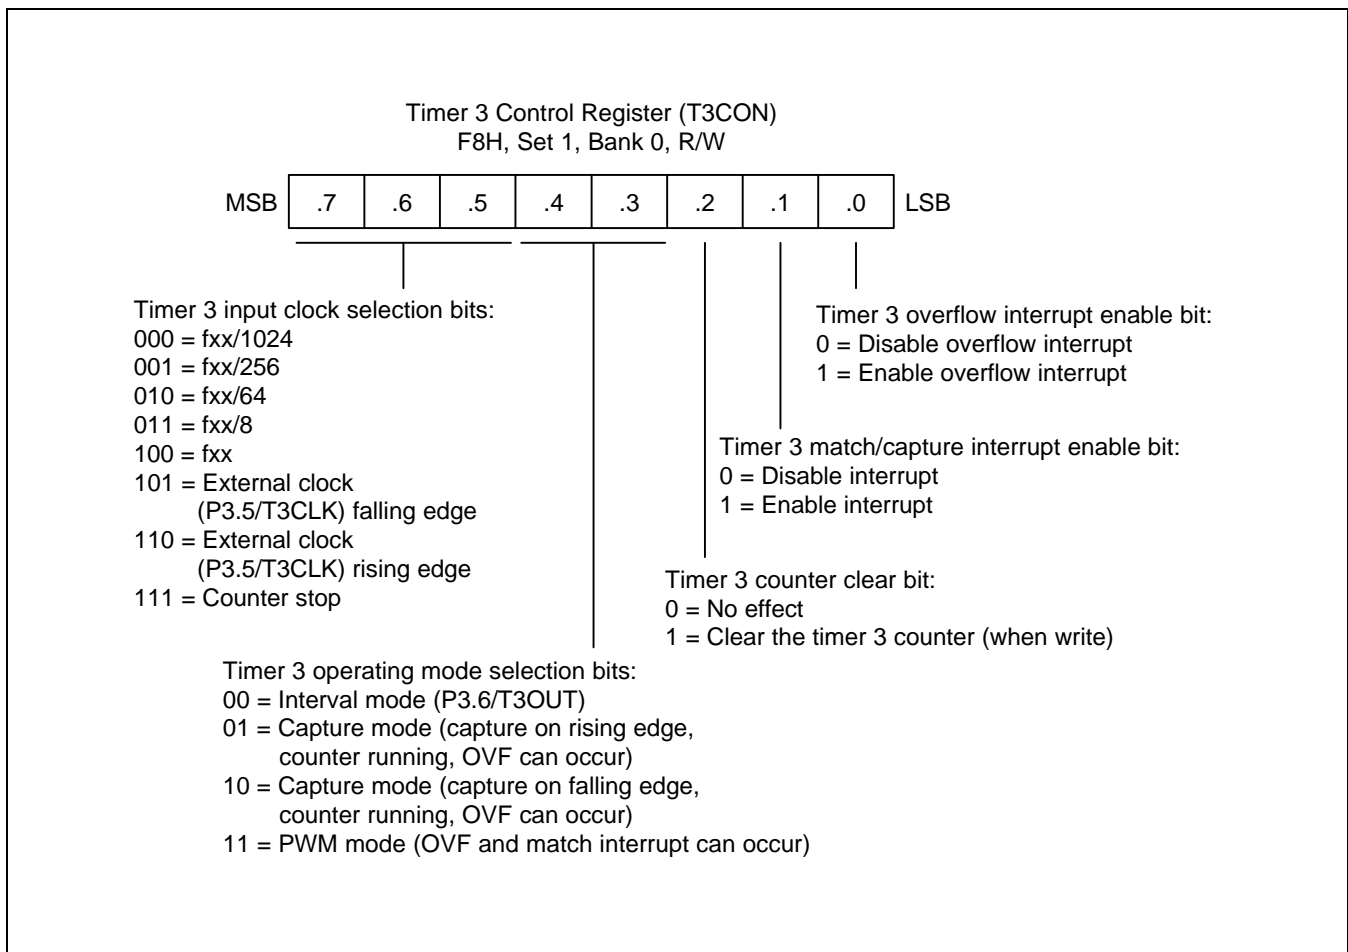 Timer 3 Control Register (T3CON)
F8H, Set 1, Bank 0, R/W
MSB .7 .6 .5 .4 .3 .2 .1 .0 LSB
Timer 3 input clock selection bits:
000 = fxx/1024
001 = fxx/256
010 = fxx/64
011 = fxx/8
100 = fxx
101 = External clock
(P3.5/T3CLK) falling edge
110 = External clock
(P3.5/T3CLK) rising edge
111 = Counter stop
Timer 3 overflow interrupt enable bit:
0 = Disable overflow interrupt
1 = Enable overflow interrupt
Timer 3 match/capture interrupt enable bit:
0 = Disable interrupt
1 = Enable interrupt
Timer 3 counter clear bit:
0 = No effect
1 = Clear the timer 3 counter (when write)
Timer 3 operating mode selection bits:
00 = Interval mode (P3.6/T3OUT)
01 = Capture mode (capture on rising edge,
counter running, OVF can occur)
10 = Capture mode (capture on falling edge,
counter running, OVF can occur)
11 = PWM mode (OVF and match interrupt can occur)